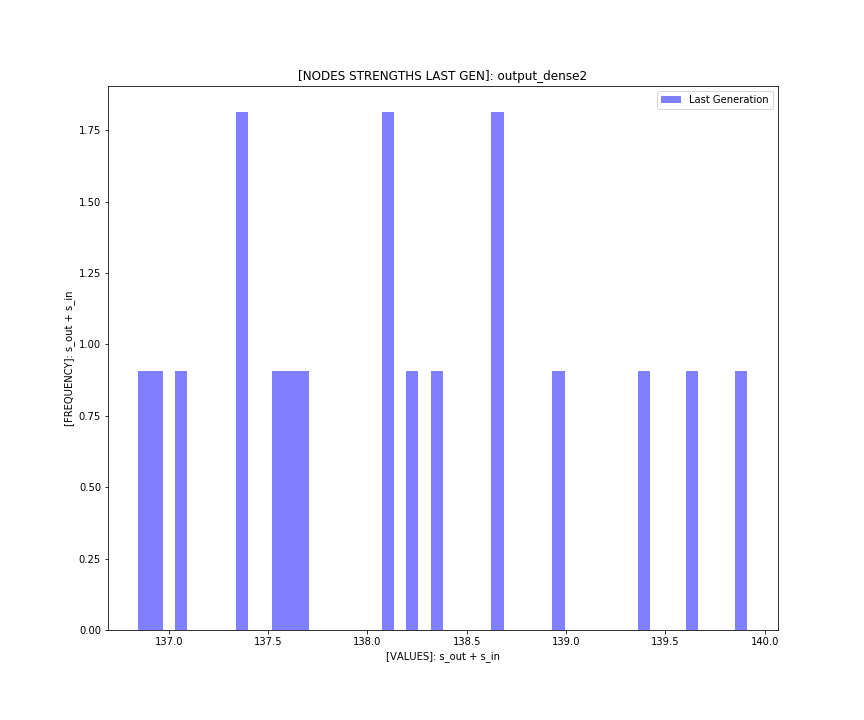 [NODES STRENGTHS LAST GEN]: output_dense2
Last Generation
1.75
1.50
1.25
1.00
0.75
0.50
0.25
0.00
[FREQUENCY]: s_out + s_in
137.0 137.5 138.0 138.5 139.0 139.5 140.0
[VALUES]: s_out + s_in